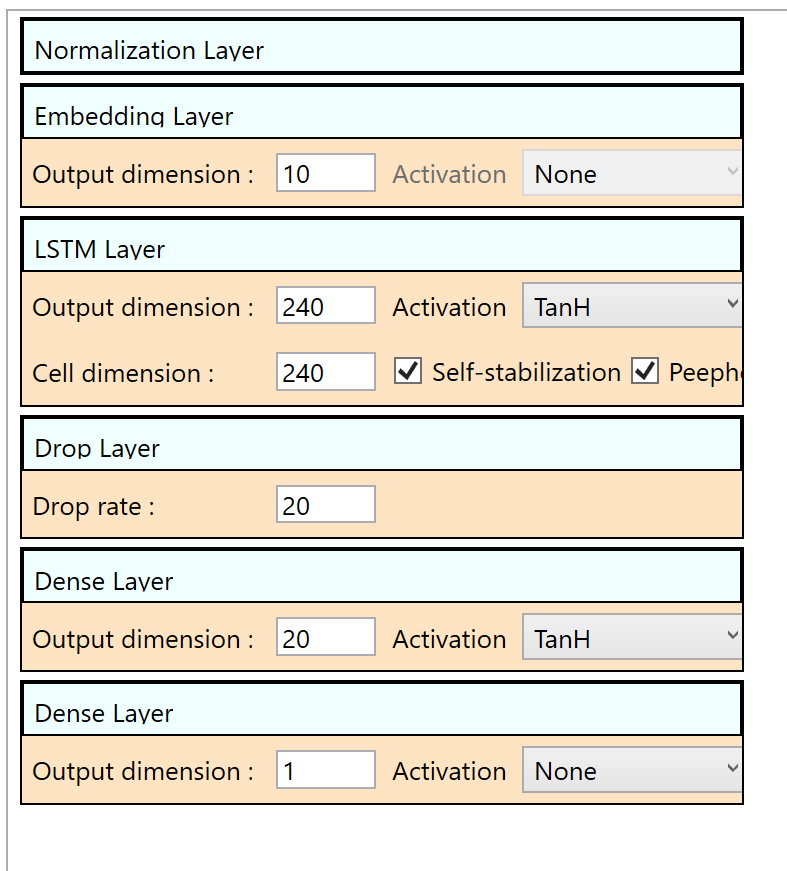 Normalization Layer
Embedding Layer
Output dimension : 10 Activation None
LSTM Layer
Output dimension : 240 Activation TanH
Cell dimension : 240 Self-stabilization Peeph
Drop Layer
Drop rate : 20
Dense Layer
Output dimension : 20 Activation TanH
Dense Layer
Output dimension : 1 Activation None